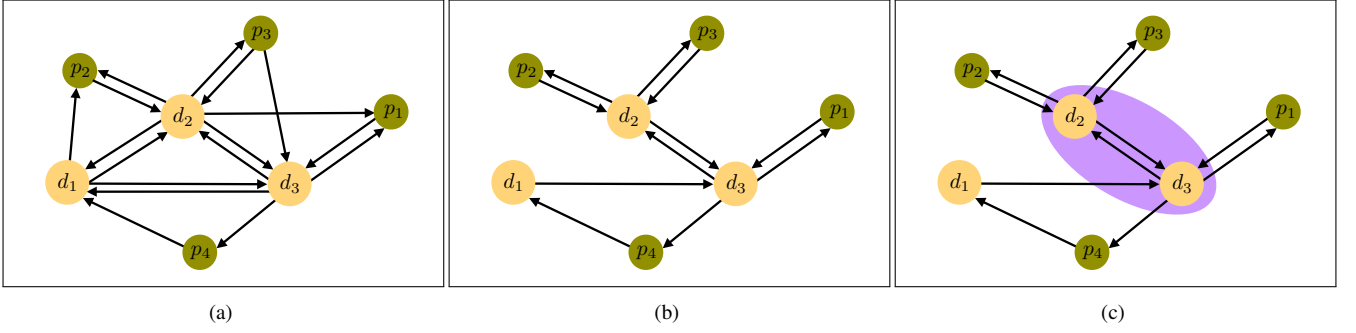 p₃
p₂
d₂
p₁
d₁
d₃
p₄
(a)
p₃
p₂
d₂
p₁
d₁
d₃
p₄
(b)
p₃
p₂
d₂
p₁
d₁
d₃
p₄
(c)